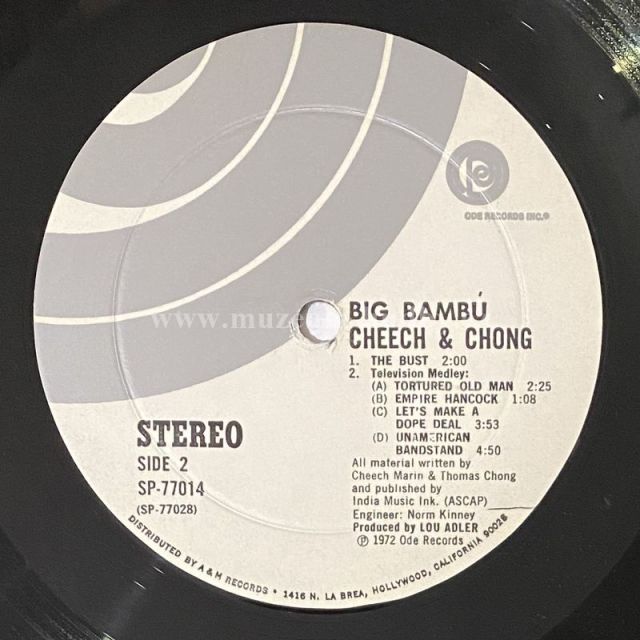 ODE RECORDS INC.®
www.muze
BIG BAMBÚ
CHEECH & CHONG
1. THE BUST 2:00
2. Television Medley:
(A) TORTURED OLD MAN 2:25
(B) EMPIRE HANCOCK 1:08
(C) LET'S MAKE A
DOPE DEAL 3:53
(D) UNAMERICAN
BANDSTAND 4:50
STEREO
SIDE 2
SP-77014
(SP-77028)
All material written by
Cheech Marin & Thomas Chong
and published by
India Music Ink. (ASCAP)
Engineer: Norm Kinney
Produced by LOU ADLER
℗ 1972 Ode Records
DISTRIBUTED BY A & M RECORDS • 1416 N. LA BREA, HOLLYWOOD, CALIFORNIA 90028